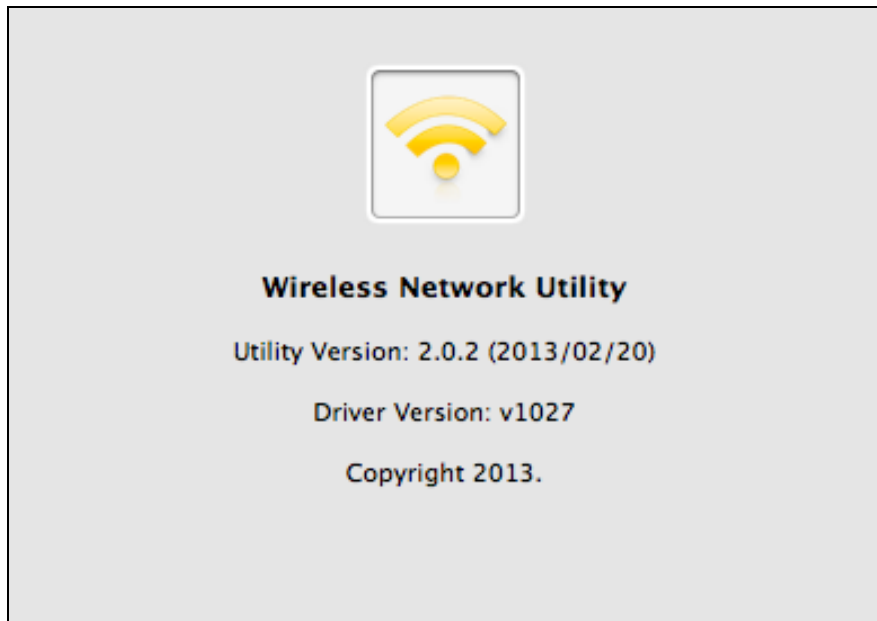 Wireless Network Utility
Utility Version: 2.0.2 (2013/02/20)
Driver Version: v1027
Copyright 2013.